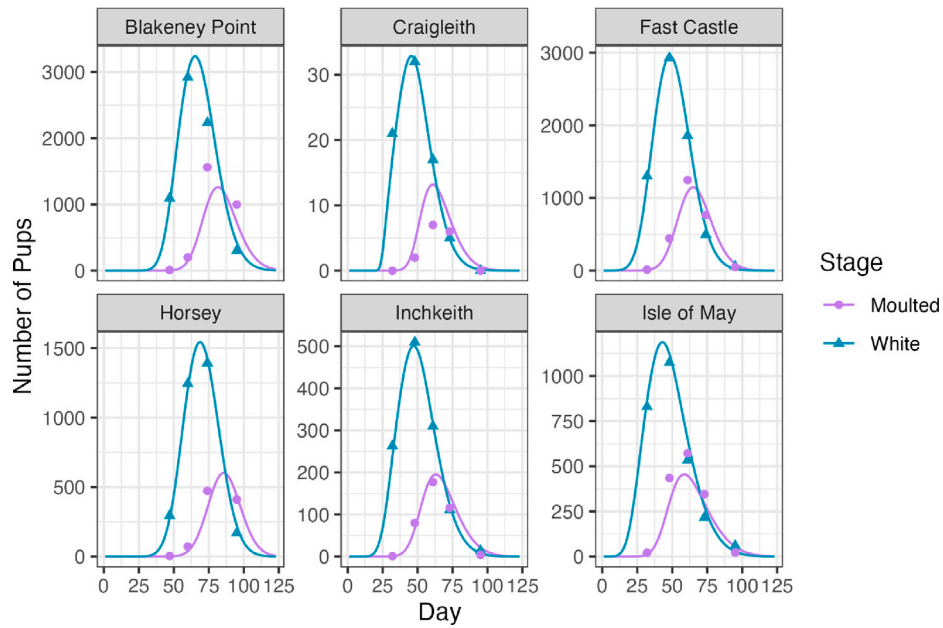 Blakeney Point Craigleith Fast Castle
3000
2000
1000
0
30
20
10
0
3000
2000
1000
0
Horsey Inchkeith Isle of May
1500
1000
500
0
500
400
300
200
100
0
1000
750
500
250
0
0 25 50 75 100 125
0 25 50 75 100 125
0 25 50 75 100 125
Number of Pups
Day
Stage
Moulted
White